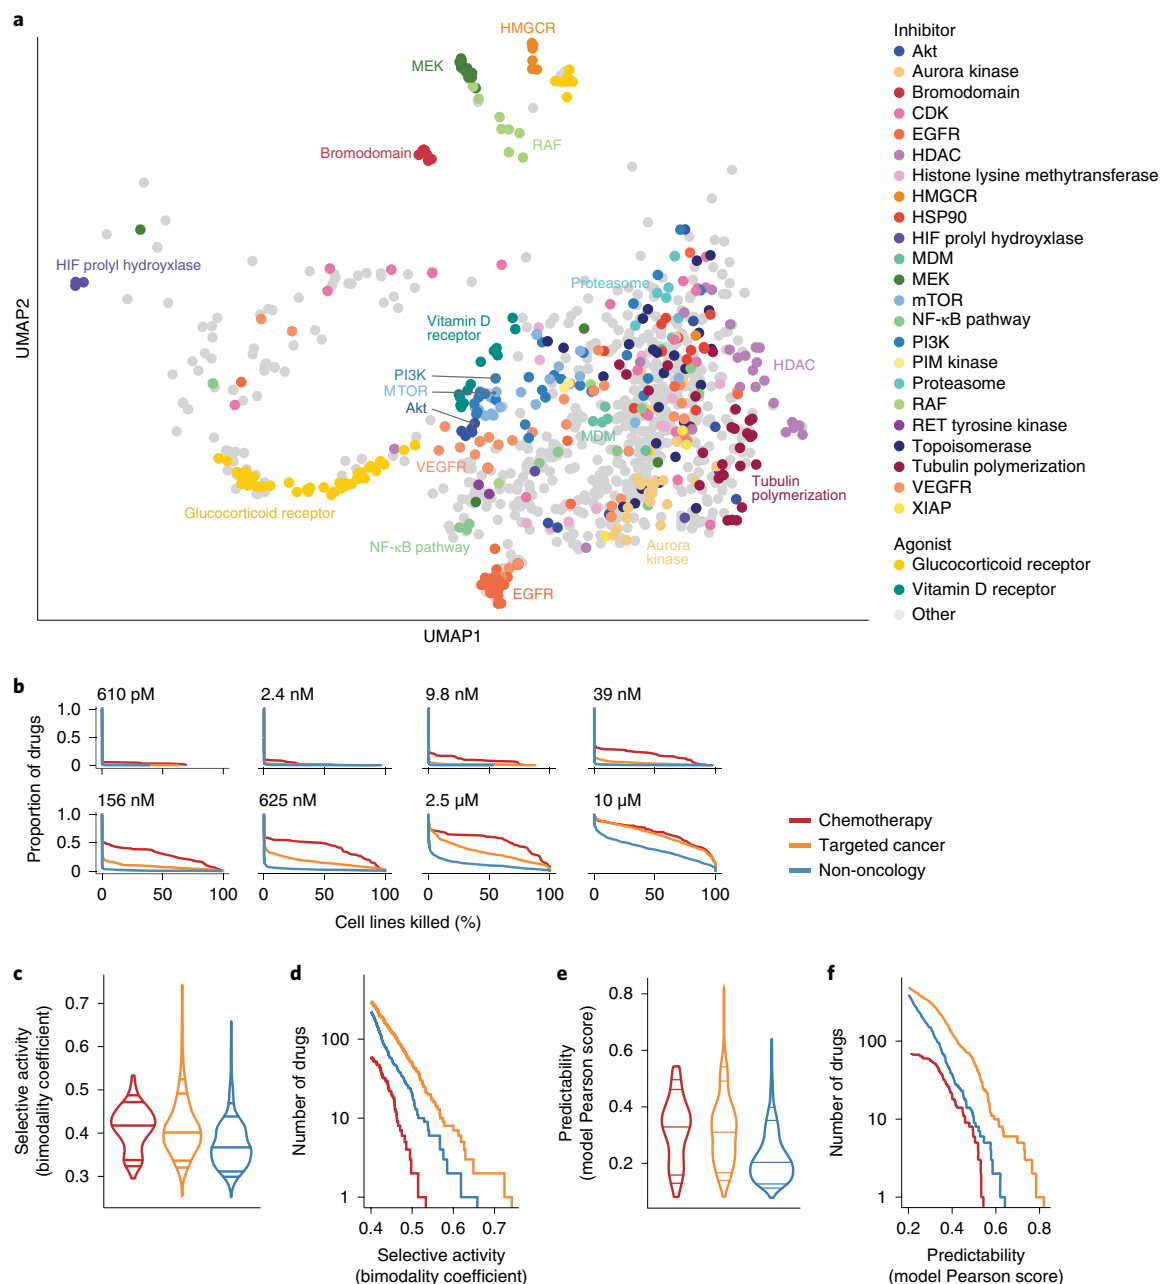 a
HMGCR
MEK
RAF
Bromodomain
HIF prolyl hydroyxlase
Proteasome
Vitamin D
receptor
PI3K
MTOR
Akt
HDAC
MDM
VEGFR
Glucocorticoid receptor
Tubulin
polymerization
NF-κB pathway
Aurora
kinase
EGFR
UMAP2
UMAP1
Inhibitor
Akt
Aurora kinase
Bromodomain
CDK
EGFR
HDAC
Histone lysine methytransferase
HMGCR
HSP90
HIF prolyl hydroyxlase
MDM
MEK
mTOR
NF-κB pathway
PI3K
PIM kinase
Proteasome
RAF
RET tyrosine kinase
Topoisomerase
Tubulin polymerization
VEGFR
XIAP
Agonist
Glucocorticoid receptor
Vitamin D receptor
Other
b
610 pM
2.4 nM
9.8 nM
39 nM
1.0
0.5
0
156 nM
625 nM
2.5 µM
10 µM
1.0
0.5
0
0 50 100
0 50 100
0 50 100
0 50 100
Proportion of drugs
Cell lines killed (%)
Chemotherapy
Targeted cancer
Non-oncology
c
Selective activity
(bimodality coefficient)
0.7
0.6
0.5
0.4
0.3
d
Number of drugs
100
10
1
0.4 0.5 0.6 0.7
Selective activity
(bimodality coefficient)
e
Predictability
(model Pearson score)
0.8
0.6
0.4
0.2
f
Number of drugs
100
10
1
0.2 0.4 0.6 0.8
Predictability
(model Pearson score)